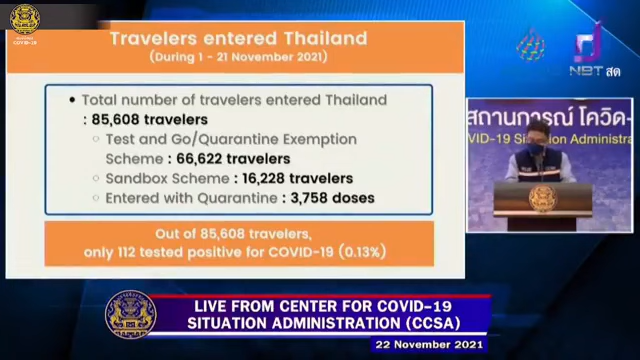 COVID-19
Travelers entered Thailand
(During 1 - 21 November 2021)
• Total number of travelers entered Thailand
: 85,608 travelers
○ Test and Go/Quarantine Exemption
Scheme : 66,622 travelers
○ Sandbox Scheme : 16,228 travelers
○ Entered with Quarantine : 3,758 doses
Out of 85,608 travelers,
only 112 tested positive for COVID-19 (0.13%)
NBT สด
สถานการณ์ โควิด-
VID-19 Situation Administra
LIVE FROM CENTER FOR COVID-19
SITUATION ADMINISTRATION (CCSA)
22 November 2021